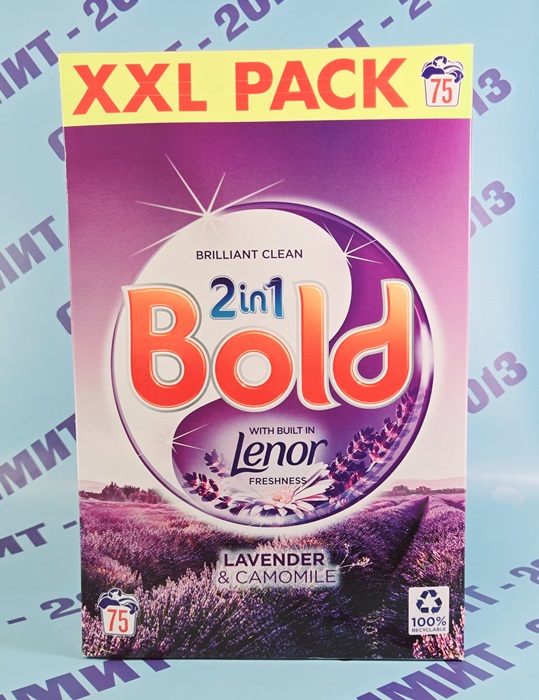 XXL PACK 75
BRILLIANT CLEAN
2in1
Bold
WITH BUILT IN
Lenor
FRESHNESS
LAVENDER
& CAMOMILE
75
100%
RECYCLABLE